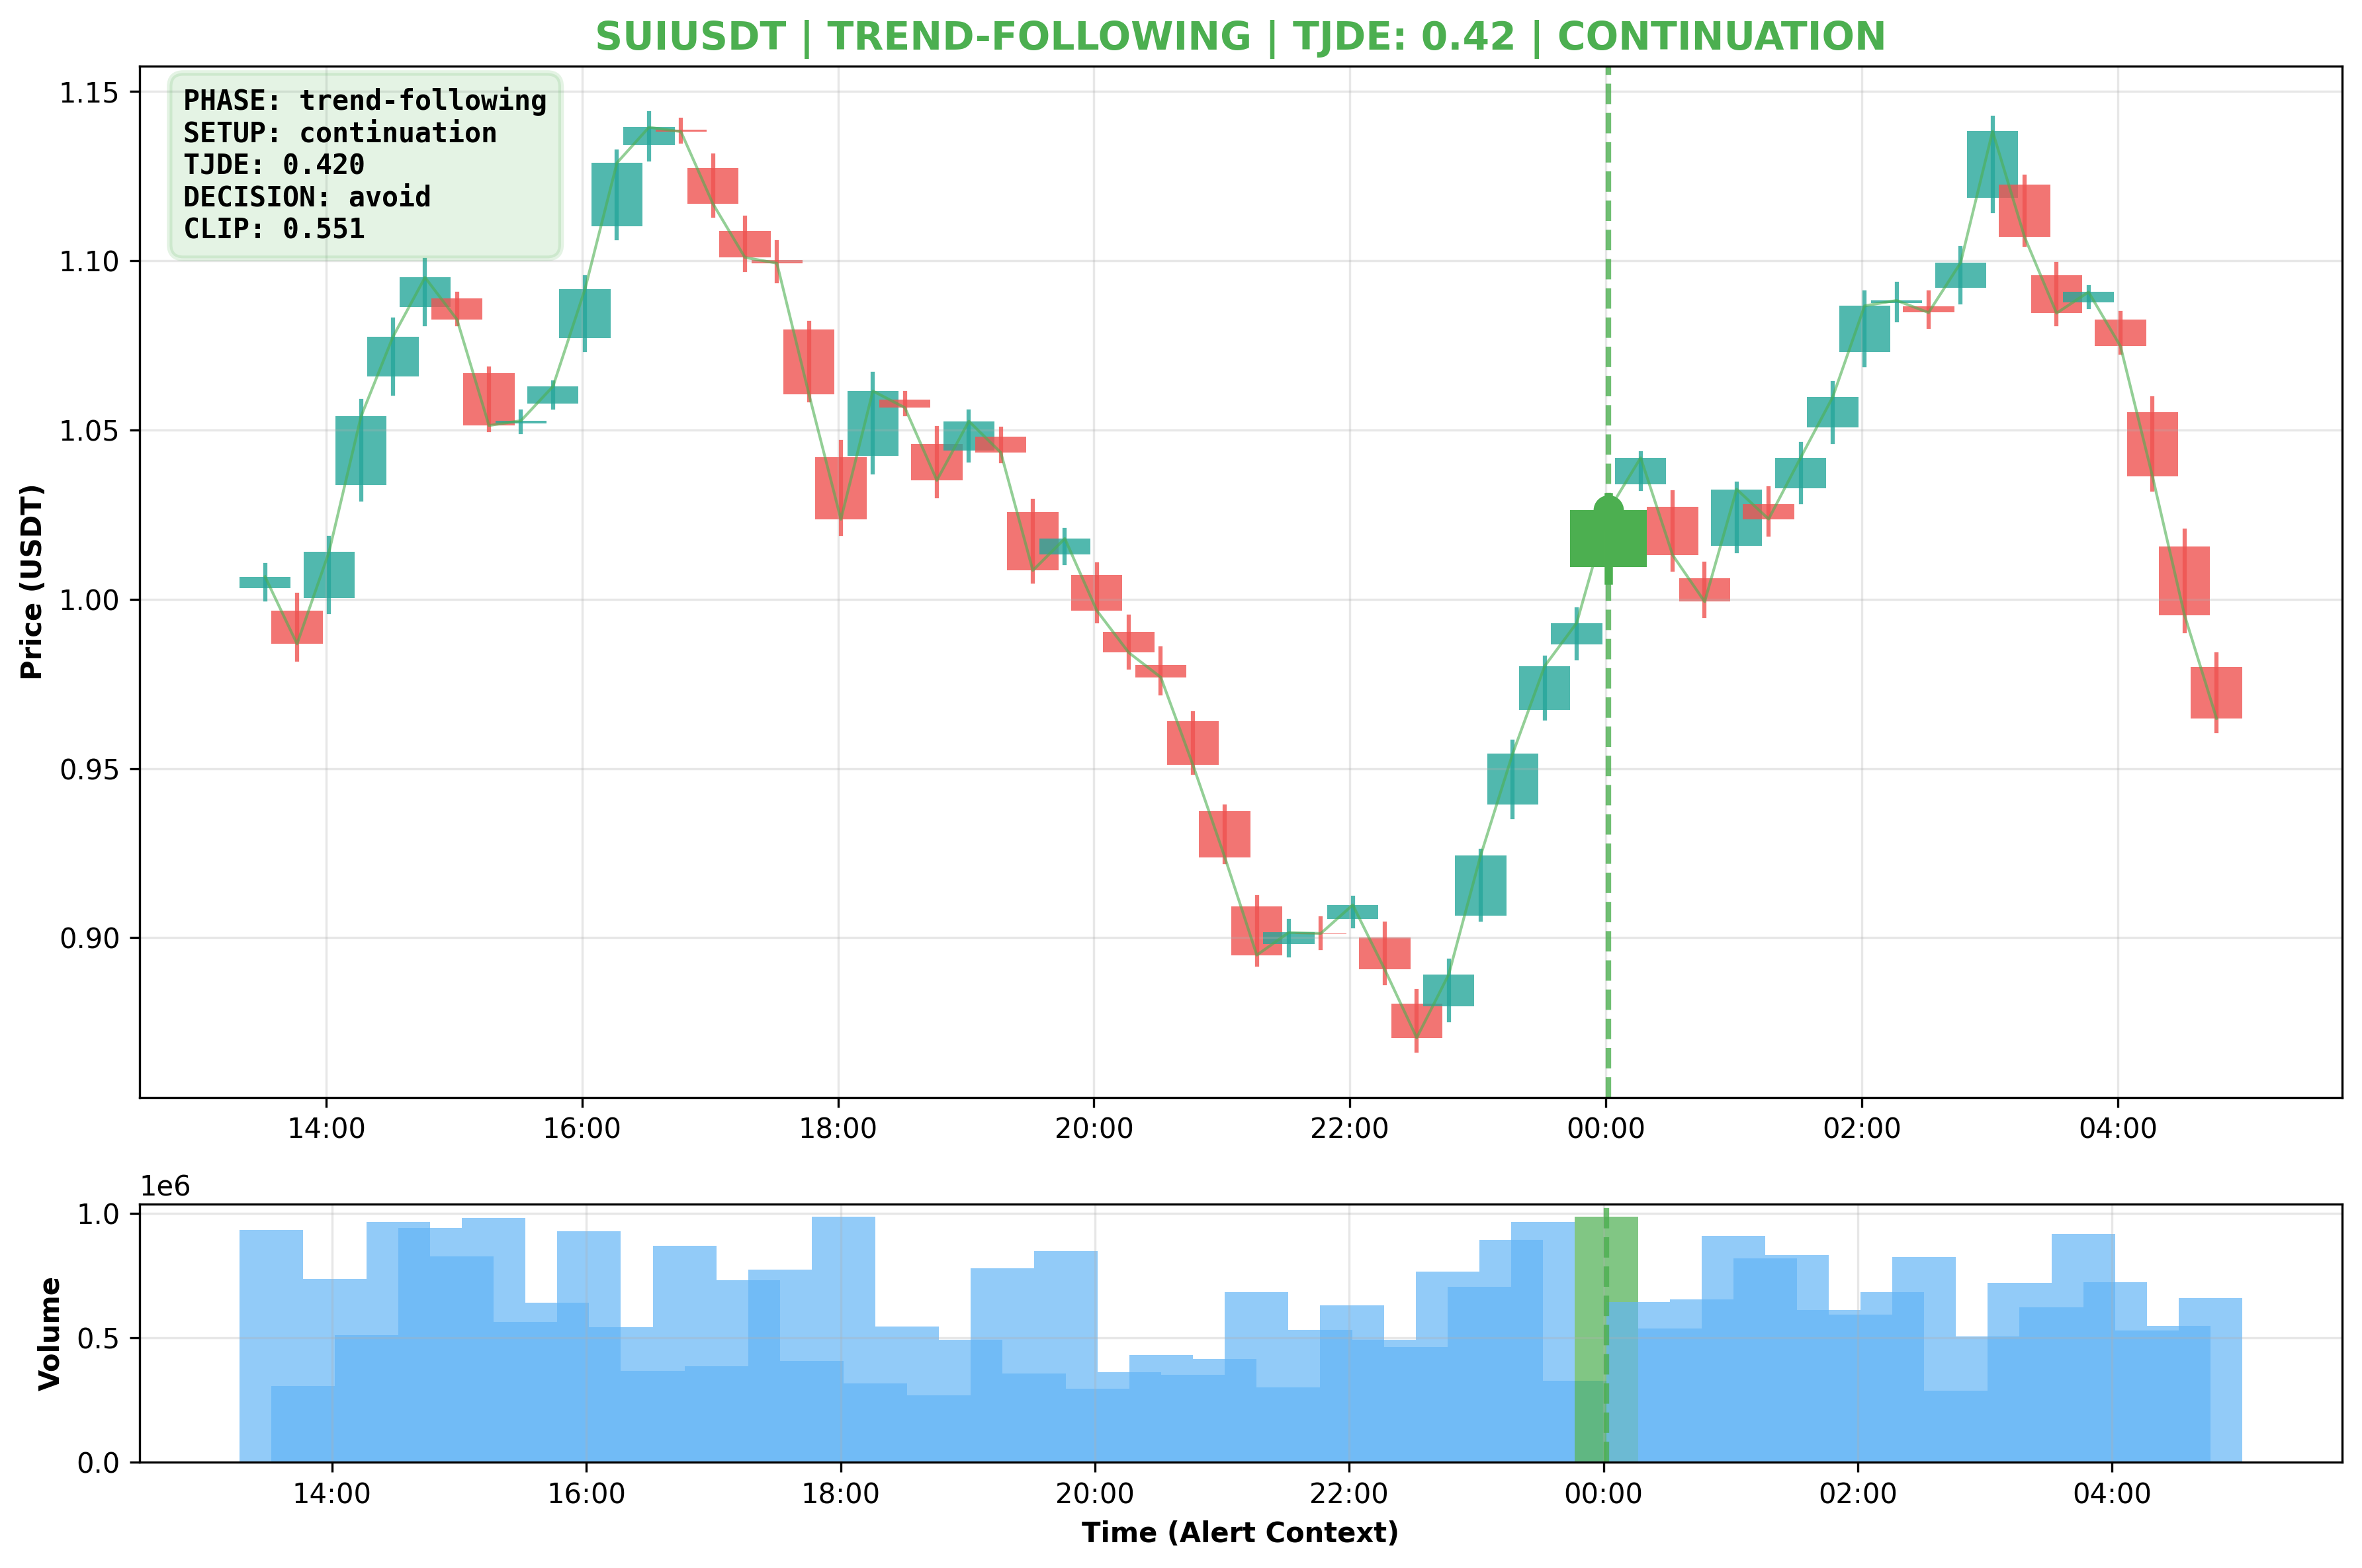 SUIUSDT | TREND-FOLLOWING | TJDE: 0.42 | CONTINUATION
PHASE: trend-following
SETUP: continuation
TJDE: 0.420
DECISION: avoid
CLIP: 0.551
Price (USDT)
1.15
1.10
1.05
1.00
0.95
0.90
14:00 16:00 18:00 20:00 22:00 00:00 02:00 04:00
1e6
Volume
1.0
0.5
0.0
14:00 16:00 18:00 20:00 22:00 00:00 02:00 04:00
Time (Alert Context)